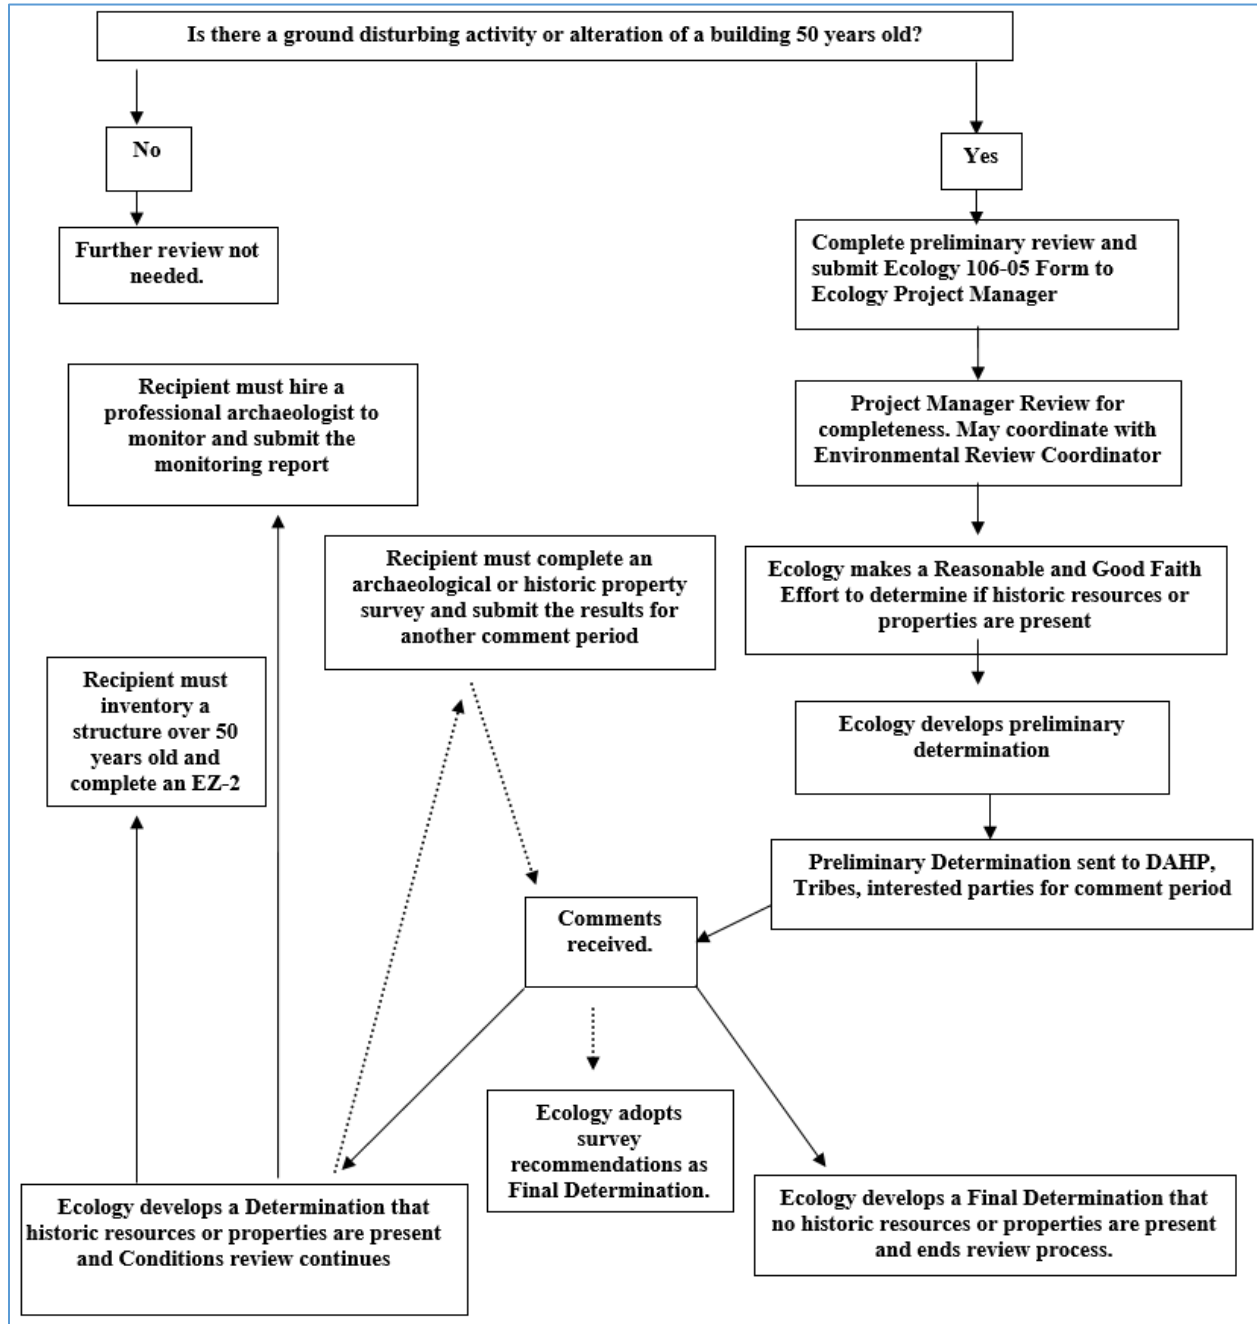 Is there a ground disturbing activity or alteration of a building 50 years old?
No
Yes
Further review not
needed.
Complete preliminary review and
submit Ecology 106-05 Form to
Ecology Project Manager
Recipient must hire a
professional archaeologist to
monitor and submit the
monitoring report
Project Manager Review for
completeness. May coordinate with
Environmental Review Coordinator
Recipient must complete an
archaeological or historic property
survey and submit the results for
another comment period
Ecology makes a Reasonable and Good Faith
Effort to determine if historic resources or
properties are present
Recipient must
inventory a
structure over 50
years old and
complete an EZ-2
Ecology develops preliminary
determination
Preliminary Determination sent to DAHP,
Tribes, interested parties for comment period
Comments
received.
Ecology adopts
survey
recommendations as
Final Determination.
Ecology develops a Determination that
historic resources or properties are present
and Conditions review continues
Ecology develops a Final Determination that
no historic resources or properties are present
and ends review process.